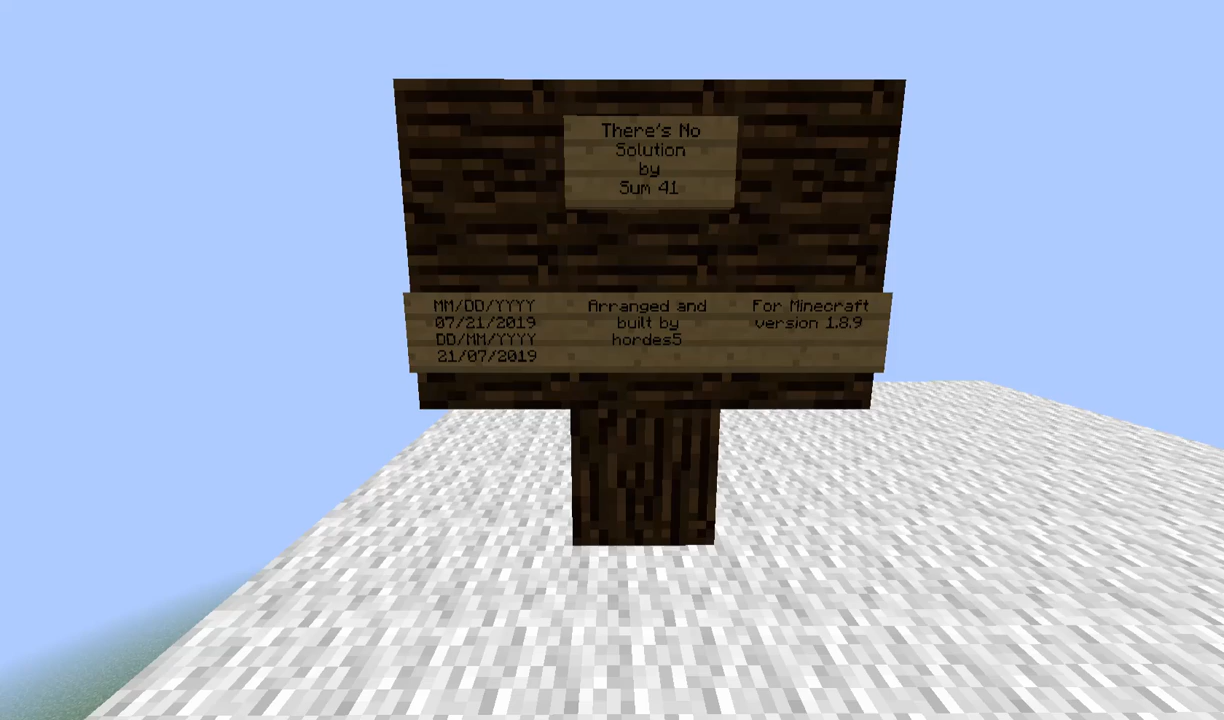 There's No
Solution
by
Sum 41
MM/DD/YYYY
07/21/2019
DD/MM/YYYY
21/07/2019
Arranged and
built by
hordes5
For Minecraft
version 1.8.9